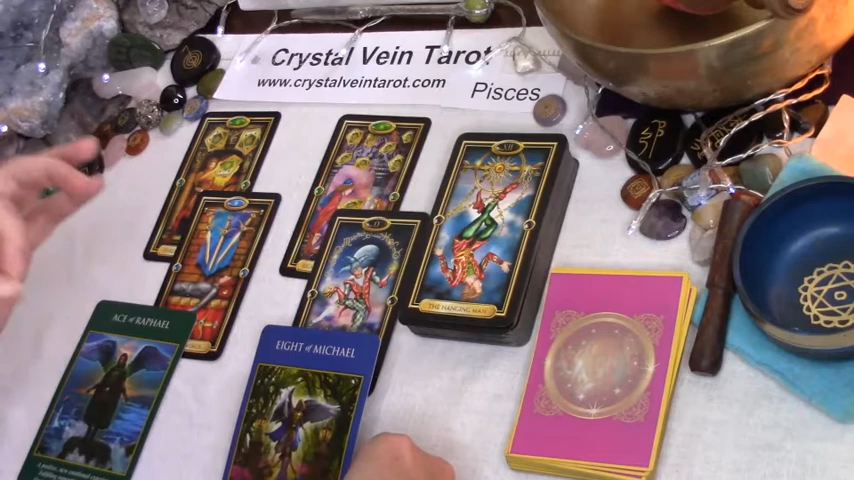 Crystal Vein Tarot
www.crystalveintarot.com
Pisces
XII
THE HANGING MAN
ACE of RAPHAEL
EIGHT of MICHAEL